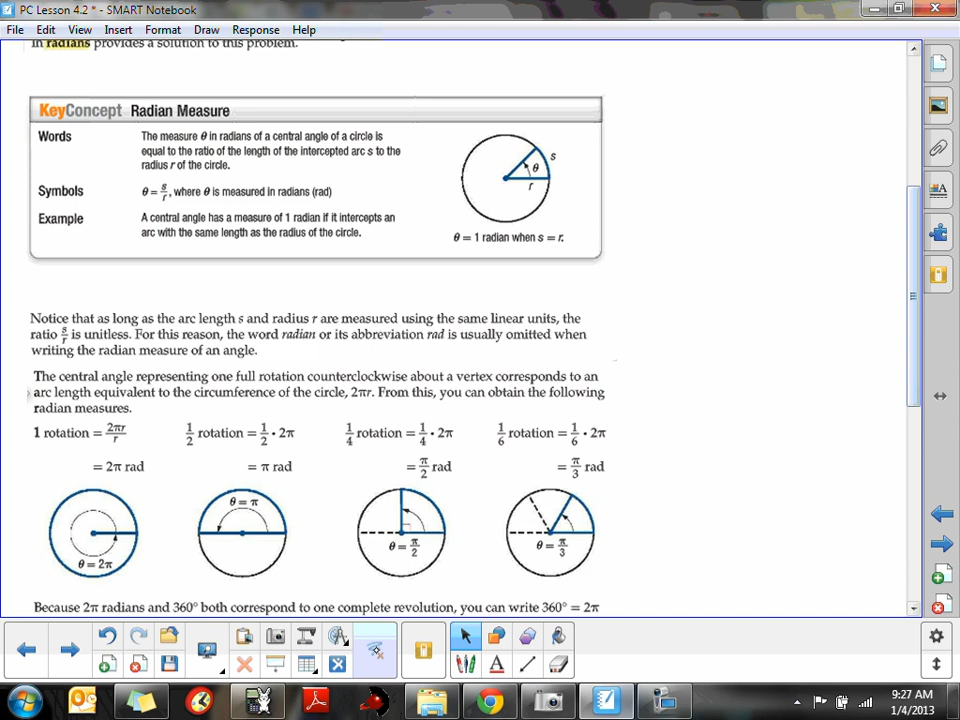 PC Lesson 4.2 * - SMART Notebook
File Edit View Insert Format Draw Response Help
in radians provides a solution to this problem.
KeyConcept Radian Measure
Words
The measure θ in radians of a central angle of a circle is
equal to the ratio of the length of the intercepted arc s to the
radius r of the circle.
Symbols
θ = s/r, where θ is measured in radians (rad)
Example
A central angle has a measure of 1 radian if it intercepts an
arc with the same length as the radius of the circle.
s
θ
r
θ = 1 radian when s = r.
Notice that as long as the arc length s and radius r are measured using the same linear units, the
ratio s/r is unitless. For this reason, the word radian or its abbreviation rad is usually omitted when
writing the radian measure of an angle.
The central angle representing one full rotation counterclockwise about a vertex corresponds to an
arc length equivalent to the circumference of the circle, 2πr. From this, you can obtain the following
radian measures.
1 rotation = 2πr/r
= 2π rad
θ = 2π
1/2 rotation = 1/2 • 2π
= π rad
θ = π
1/4 rotation = 1/4 • 2π
= π/2 rad
θ = π/2
1/6 rotation = 1/6 • 2π
= π/3 rad
θ = π/3
Because 2π radians and 360° both correspond to one complete revolution, you can write 360° = 2π
9:27 AM
1/4/2013